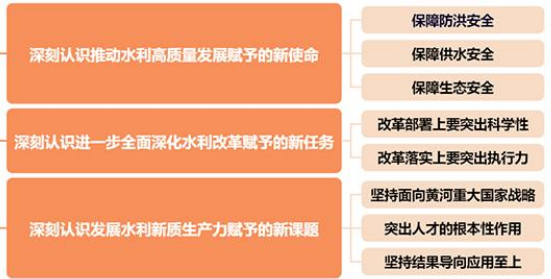 深刻认识推动水利高质量发展赋予的新使命
保障防洪安全
保障供水安全
保障生态安全
深刻认识进一步全面深化水利改革赋予的新任务
改革部署上要突出科学性
改革落实上要突出执行力
深刻认识发展水利新质生产力赋予的新课题
坚持面向黄河重大国家战略
突出人才的根本性作用
坚持结果导向应用至上